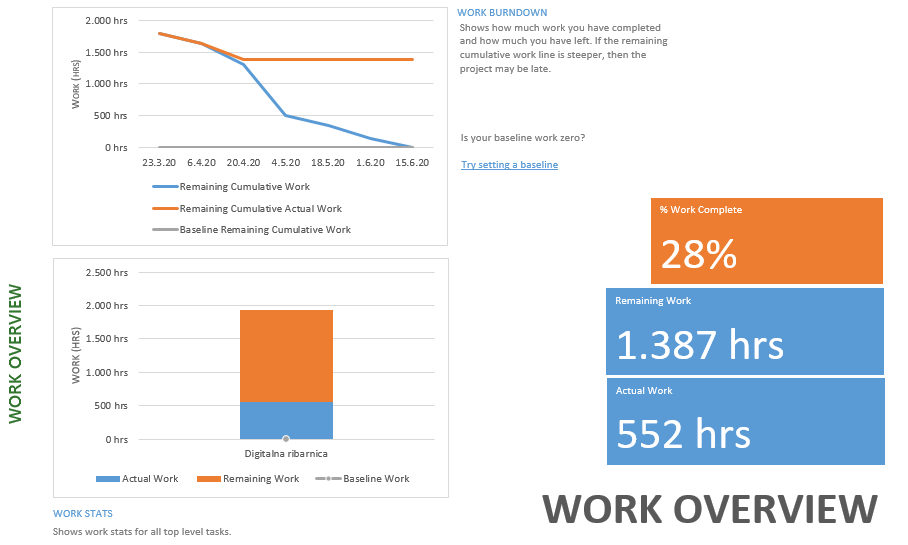 2.000 hrs
1.500 hrs
1.000 hrs
500 hrs
0 hrs
WORK (HRS)
23.3.20 6.4.20 20.4.20 4.5.20 18.5.20 1.6.20 15.6.20
Remaining Cumulative Work
Remaining Cumulative Actual Work
Baseline Remaining Cumulative Work
WORK BURNDOWN
Shows how much work you have completed
and how much you have left. If the remaining
cumulative work line is steeper, then the
project may be late.
Is your baseline work zero?
Try setting a baseline
% Work Complete
28%
Remaining Work
1.387 hrs
Actual Work
552 hrs
WORK OVERVIEW
2.500 hrs
2.000 hrs
1.500 hrs
1.000 hrs
500 hrs
0 hrs
WORK (HRS)
Digitalna ribarnica
Actual Work Remaining Work Baseline Work
WORK STATS
Shows work stats for all top level tasks.
WORK OVERVIEW